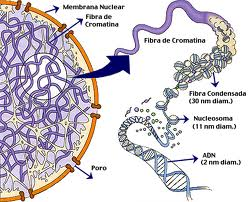 Membrana Nuclear
Fibra de
Cromatina
Fibra de Cromatina
Fibra Condensada
(30 nm diam.)
Nucleosoma
(11 nm diam.)
ADN
(2 nm diam.)
Poro